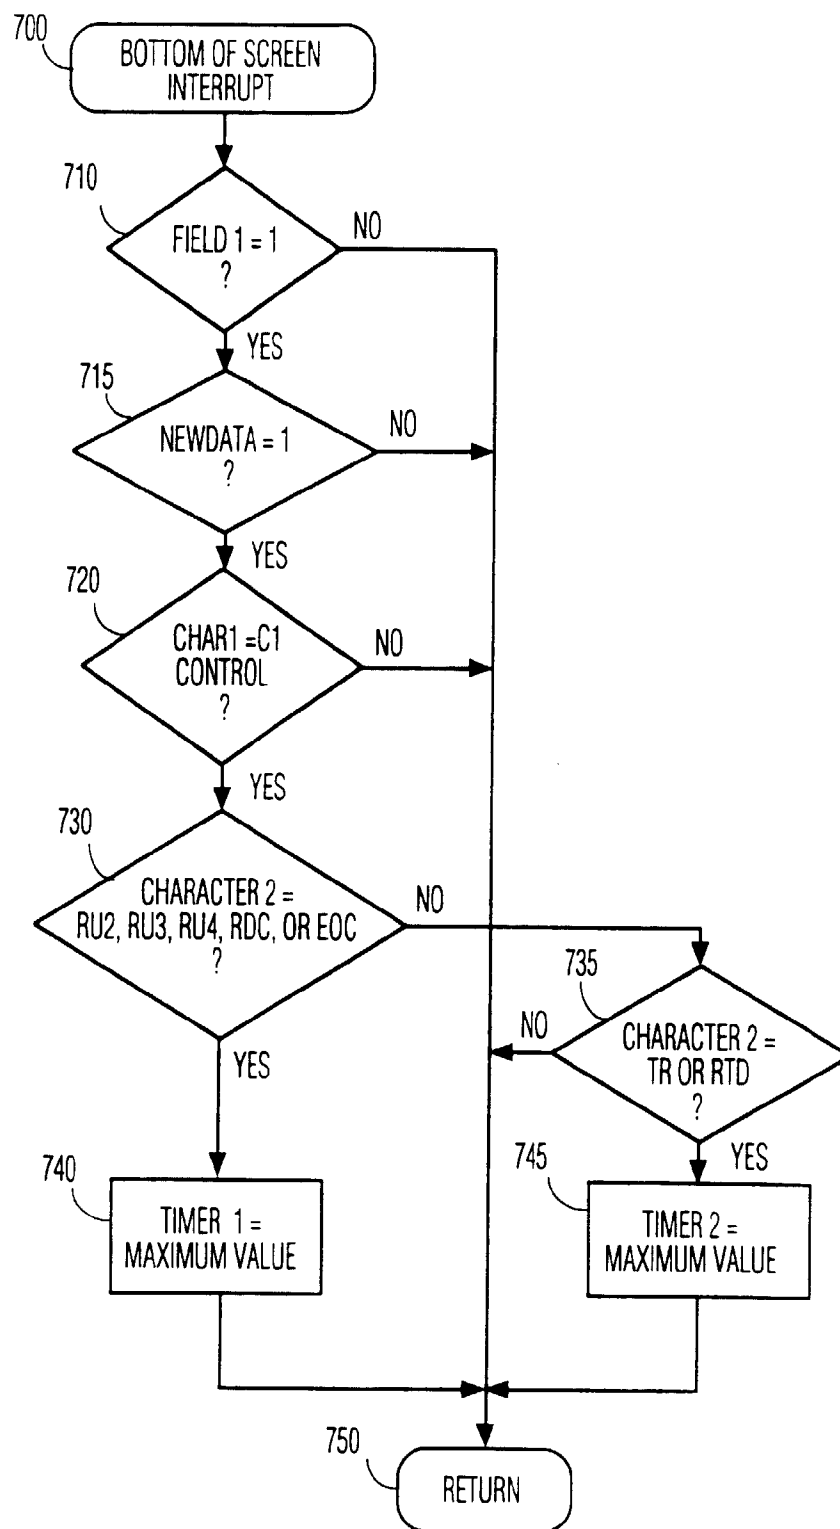 700
BOTTOM OF SCREEN
INTERRUPT
710
FIELD 1 = 1
?
NO
YES
715
NEWDATA = 1
?
NO
YES
720
CHAR1 =C1
CONTROL
?
NO
YES
730
CHARACTER 2 =
RU2, RU3, RU4, RDC, OR EOC
?
NO
YES
735
CHARACTER 2 =
TR OR RTD
?
NO
YES
740
TIMER 1 =
MAXIMUM VALUE
745
TIMER 2 =
MAXIMUM VALUE
750
RETURN